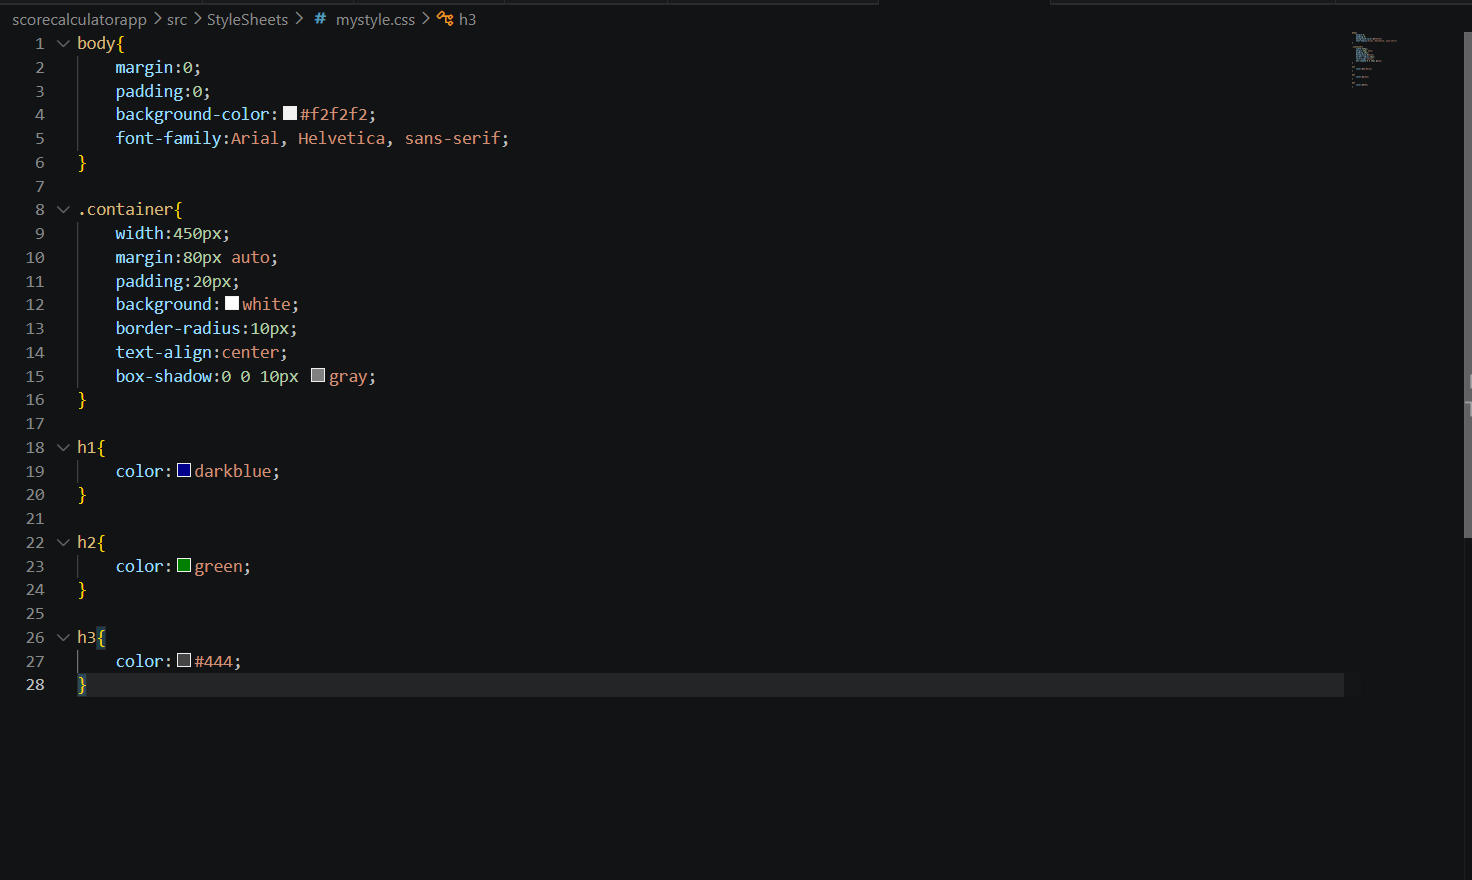 scorecalculatorapp > src > StyleSheets > # mystyle.css > h3
1 body{
2     margin:0;
3     padding:0;
4     background-color:#f2f2f2;
5     font-family:Arial, Helvetica, sans-serif;
6 }
7
8 .container{
9     width:450px;
10     margin:80px auto;
11     padding:20px;
12     background:white;
13     border-radius:10px;
14     text-align:center;
15     box-shadow:0 0 10px gray;
16 }
17
18 h1{
19     color:darkblue;
20 }
21
22 h2{
23     color:green;
24 }
25
26 h3{
27     color:#444;
28 }